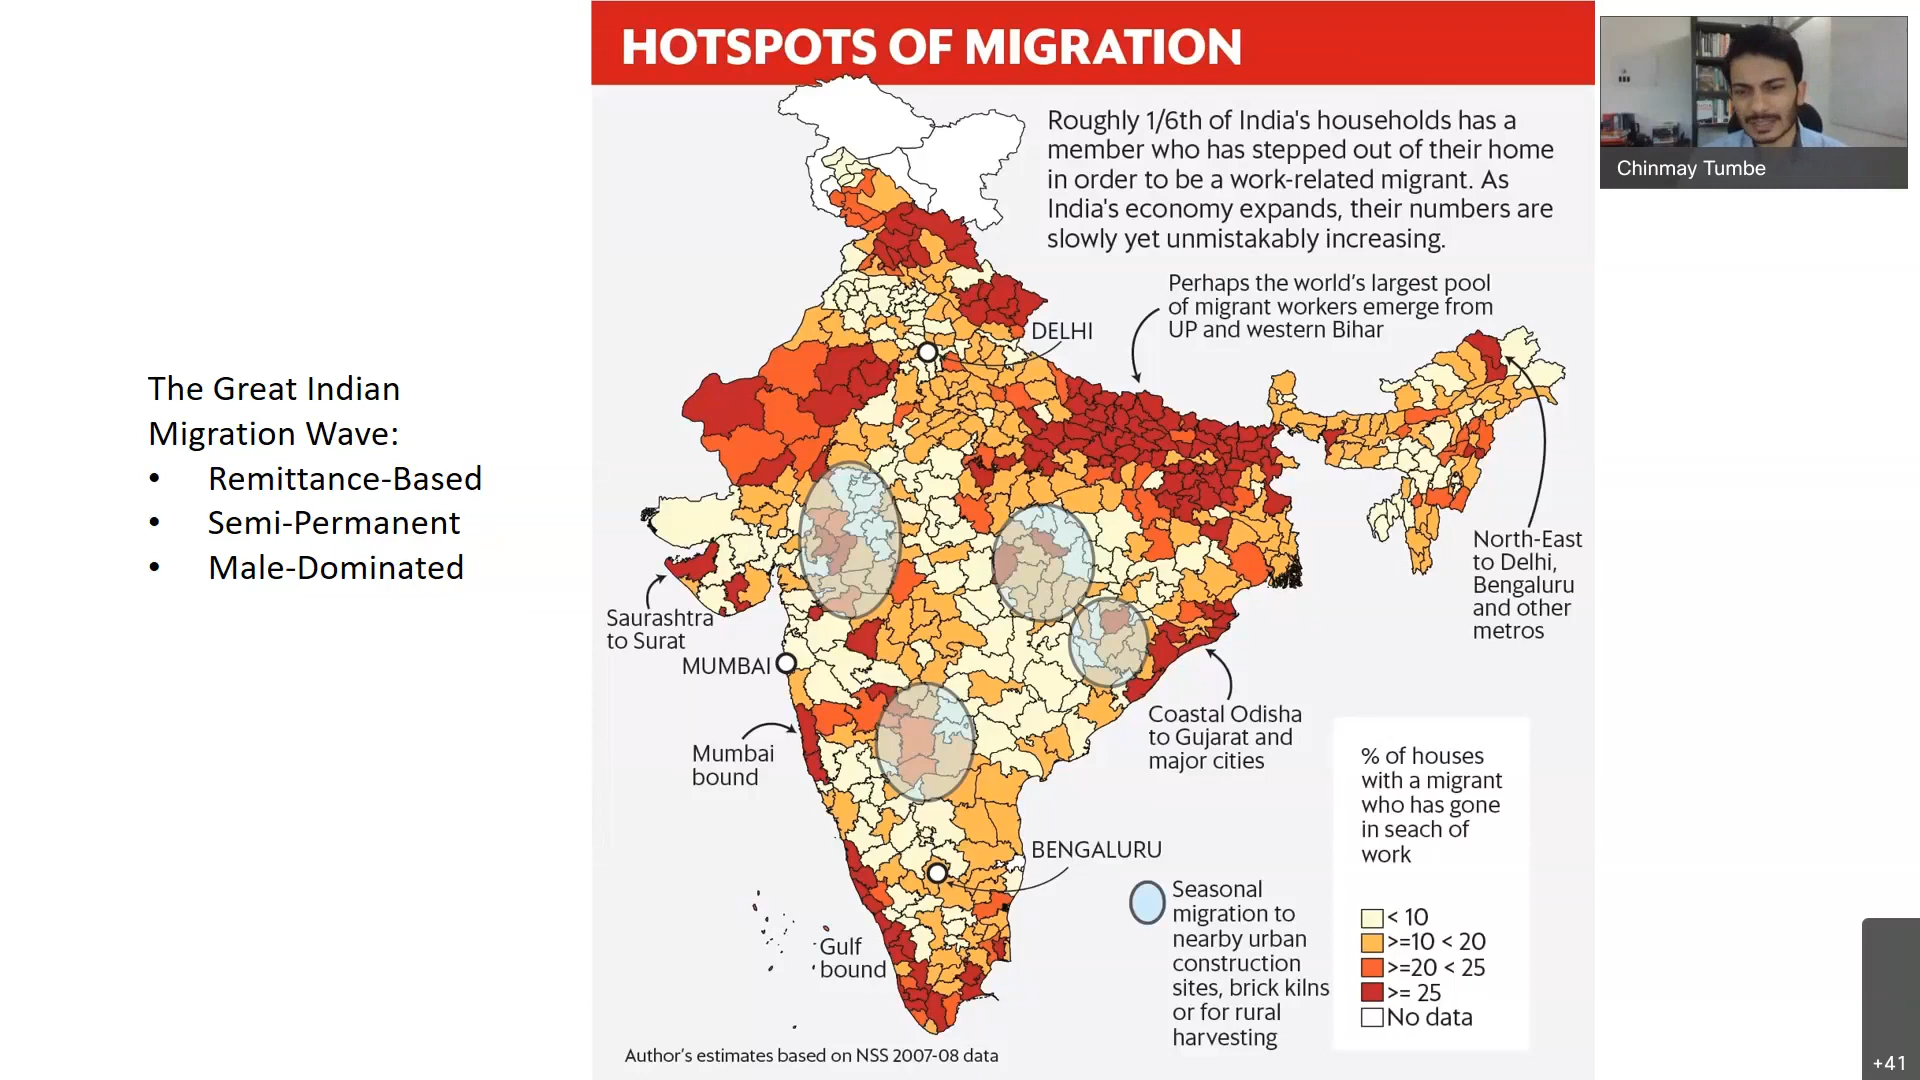 HOTSPOTS OF MIGRATION
Chinmay Tumbe
Roughly 1/6th of India's households has a
member who has stepped out of their home
in order to be a work-related migrant. As
India's economy expands, their numbers are
slowly yet unmistakably increasing.
Perhaps the world's largest pool
of migrant workers emerge from
UP and western Bihar
DELHI
The Great Indian
Migration Wave:
• Remittance-Based
• Semi-Permanent
• Male-Dominated
North-East
to Delhi,
Bengaluru
and other
metros
Saurashtra
to Surat
MUMBAI
Mumbai
bound
Coastal Odisha
to Gujarat and
major cities
BENGALURU
Gulf
bound
Seasonal
migration to
nearby urban
construction
sites, brick kilns
or for rural
harvesting
% of houses
with a migrant
who has gone
in seach of
work
< 10
>=10 < 20
>=20 < 25
>= 25
No data
Author's estimates based on NSS 2007-08 data
+41